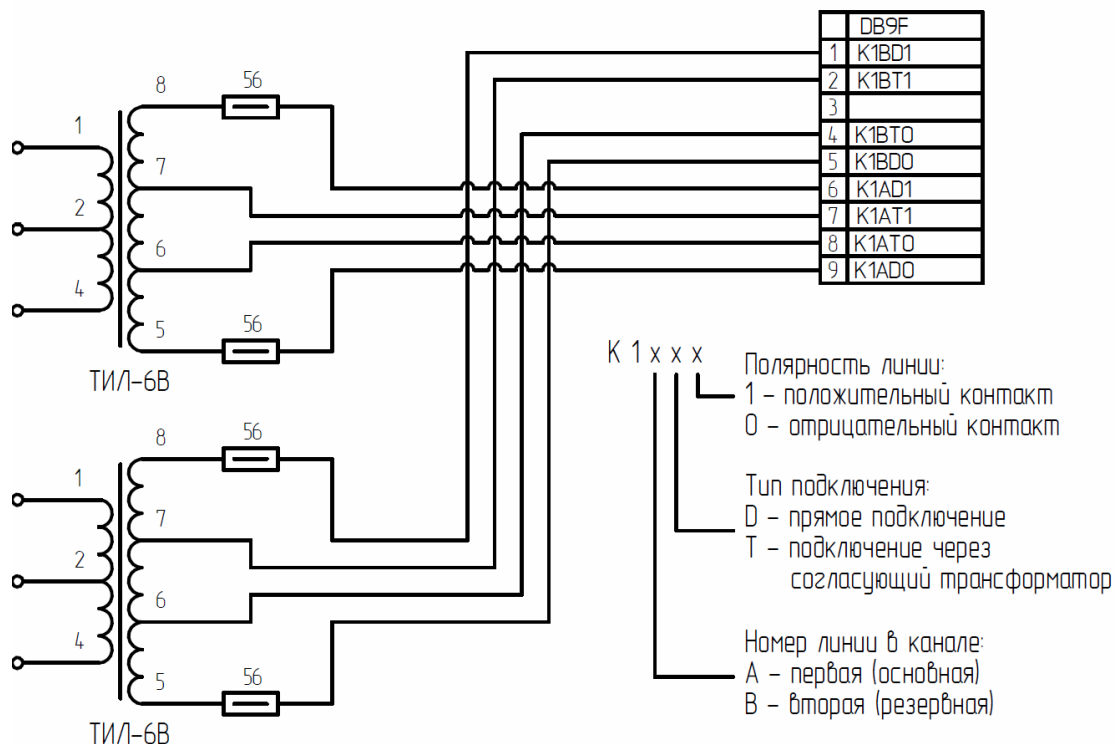 DB9F
1 K1BD1
2 K1BT1
3
4 K1BT0
5 K1BD0
6 K1AD1
7 K1AT1
8 K1AT0
9 K1AD0
8
56
1
7
2
6
4
5
56
ТИЛ-6В
8
56
1
7
2
6
4
5
56
ТИЛ-6В
К 1 x x x
Полярность линии:
1 – положительный контакт
0 – отрицательный контакт
Тип подключения:
D – прямое подключение
T – подключение через
согласующий трансформатор
Номер линии в канале:
A – первая (основная)
B – вторая (резервная)